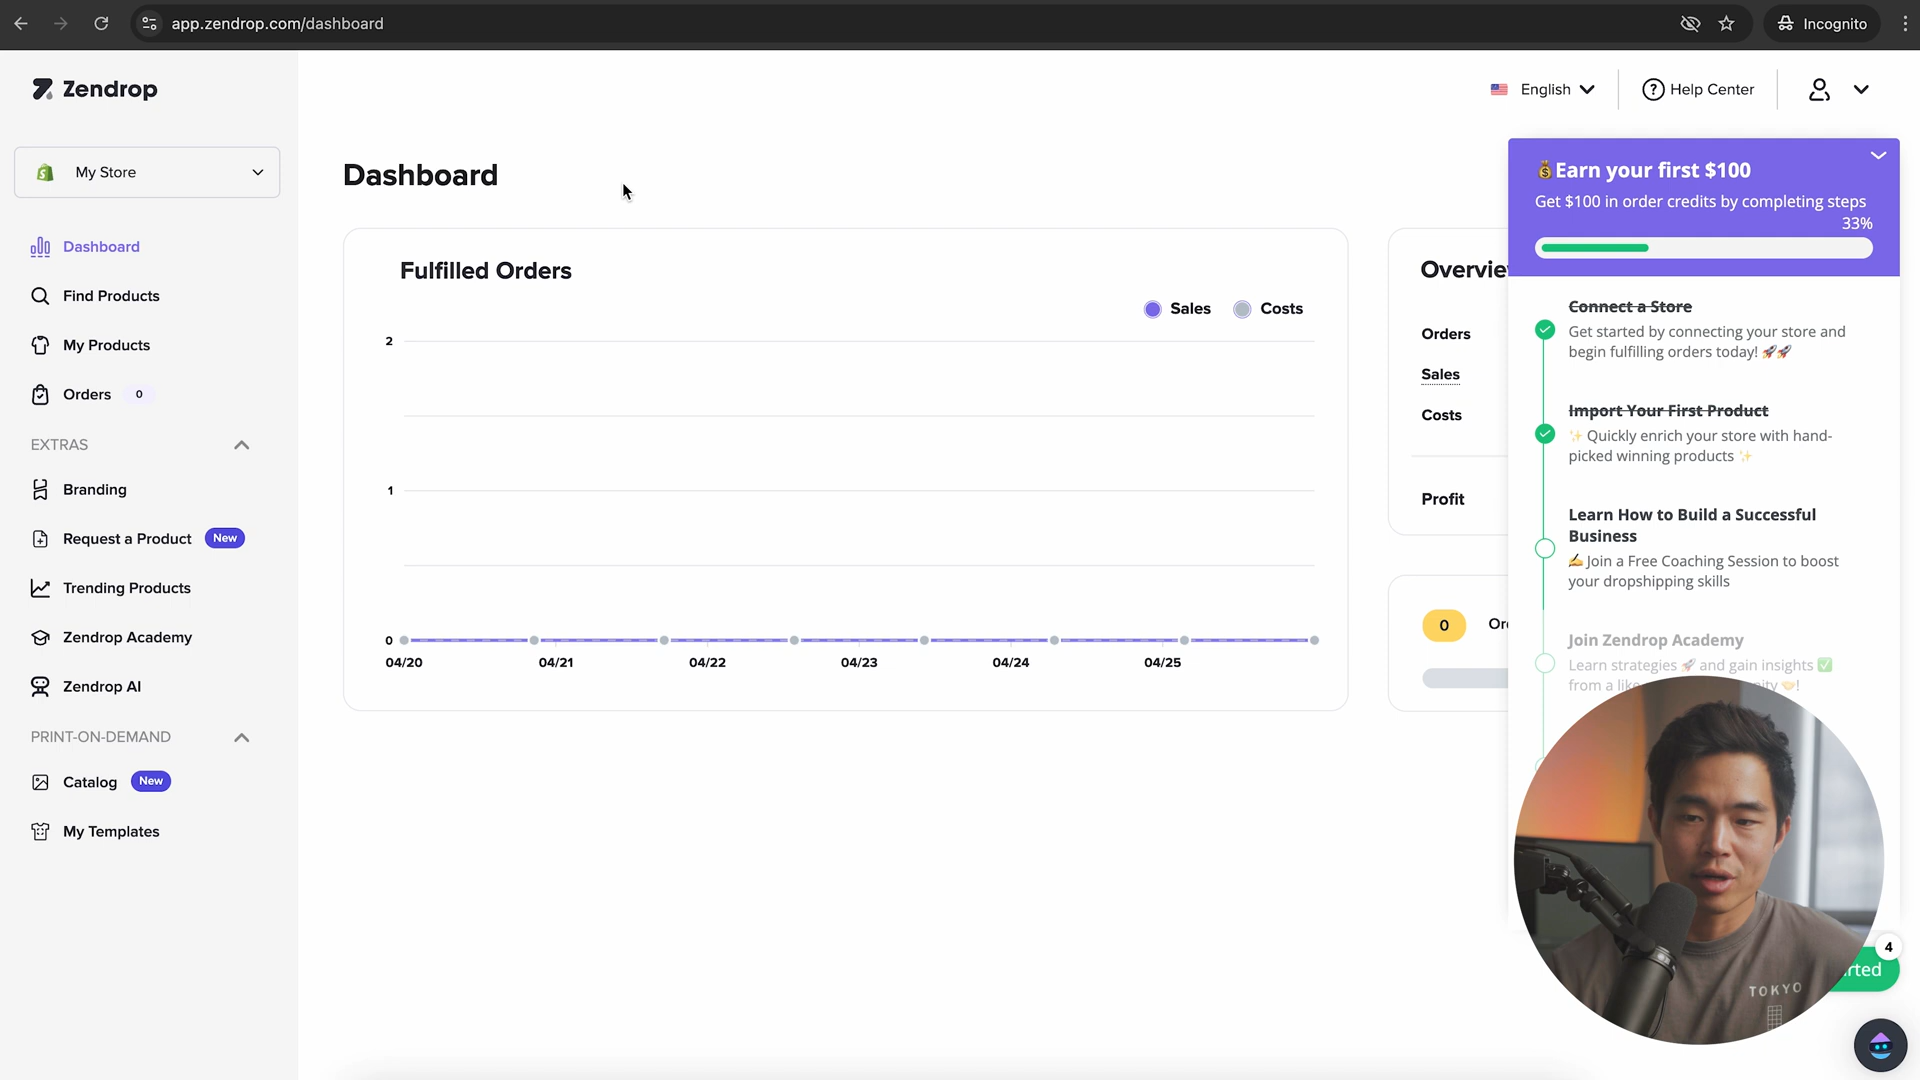 app.zendrop.com/dashboard
Incognito
Zendrop
English
Help Center
My Store
Dashboard
Find Products
My Products
Orders 0
EXTRAS
Branding
Request a Product New
Trending Products
Zendrop Academy
Zendrop AI
PRINT-ON-DEMAND
Catalog New
My Templates
Dashboard
Fulfilled Orders
Sales
Costs
2
1
0
04/20
04/21
04/22
04/23
04/24
04/25
Orders
Sales
Costs
Profit
0
💰Earn your first $100
Get $100 in order credits by completing steps
33%
Connect a Store
Get started by connecting your store and
begin fulfilling orders today! 🚀🚀
Import Your First Product
✨ Quickly enrich your store with hand-
picked winning products ✨
Learn How to Build a Successful
Business
✍️Join a Free Coaching Session to boost
your dropshipping skills
Join Zendrop Academy
Learn strategies 🚀 and gain insights ✅
from a
4
TOKYO